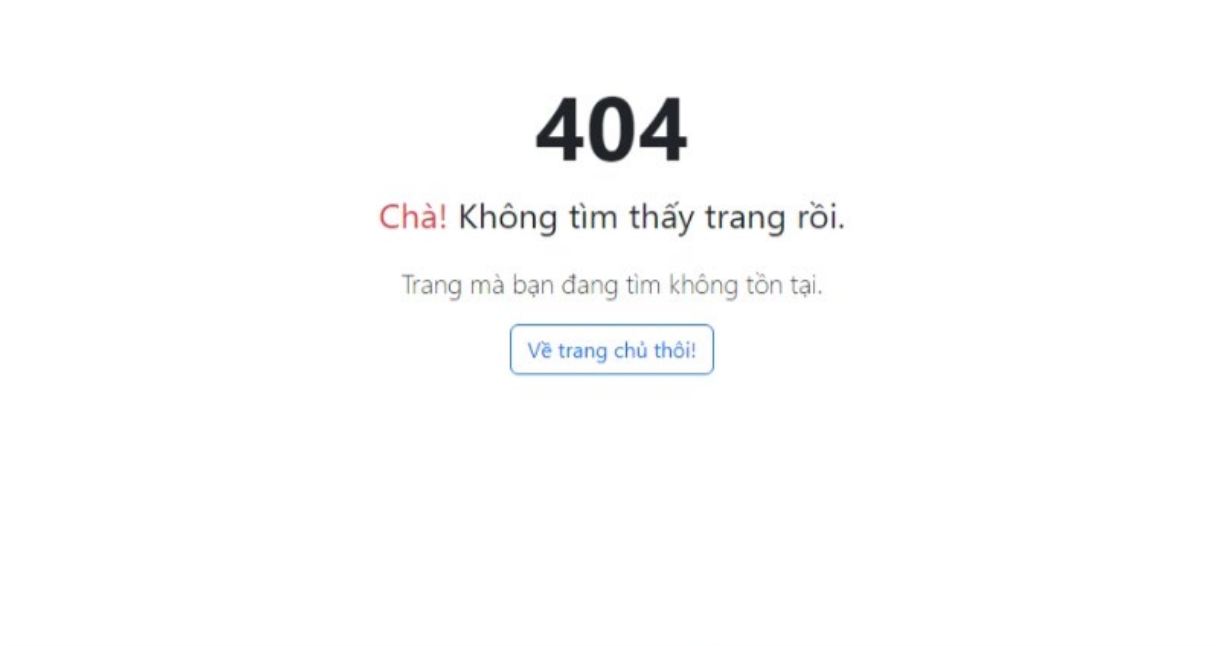 404
Chà! Không tìm thấy trang rồi.
Trang mà bạn đang tìm không tồn tại.
Về trang chủ thôi!